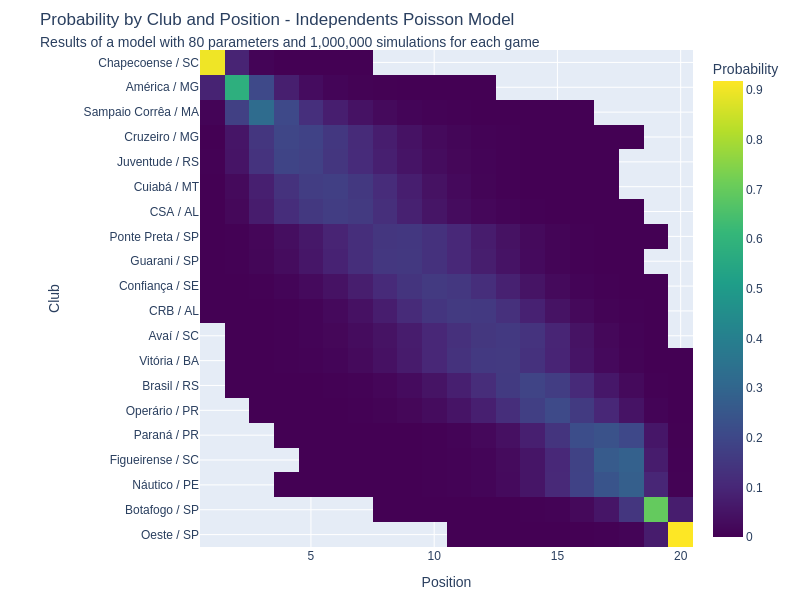 Probability by Club and Position - Independents Poisson Model
Results of a model with 80 parameters and 1,000,000 simulations for each game
Probability
Chapecoense / SC
América / MG
Sampaio Corrêa / MA
Cruzeiro / MG
Juventude / RS
Cuiabá / MT
CSA / AL
Ponte Preta / SP
Guarani / SP
Confiança / SE
CRB / AL
Avaí / SC
Vitória / BA
Brasil / RS
Operário / PR
Paraná / PR
Figueirense / SC
Náutico / PE
Botafogo / SP
Oeste / SP
Club
5 10 15 20
Position
0.9
0.8
0.7
0.6
0.5
0.4
0.3
0.2
0.1
0